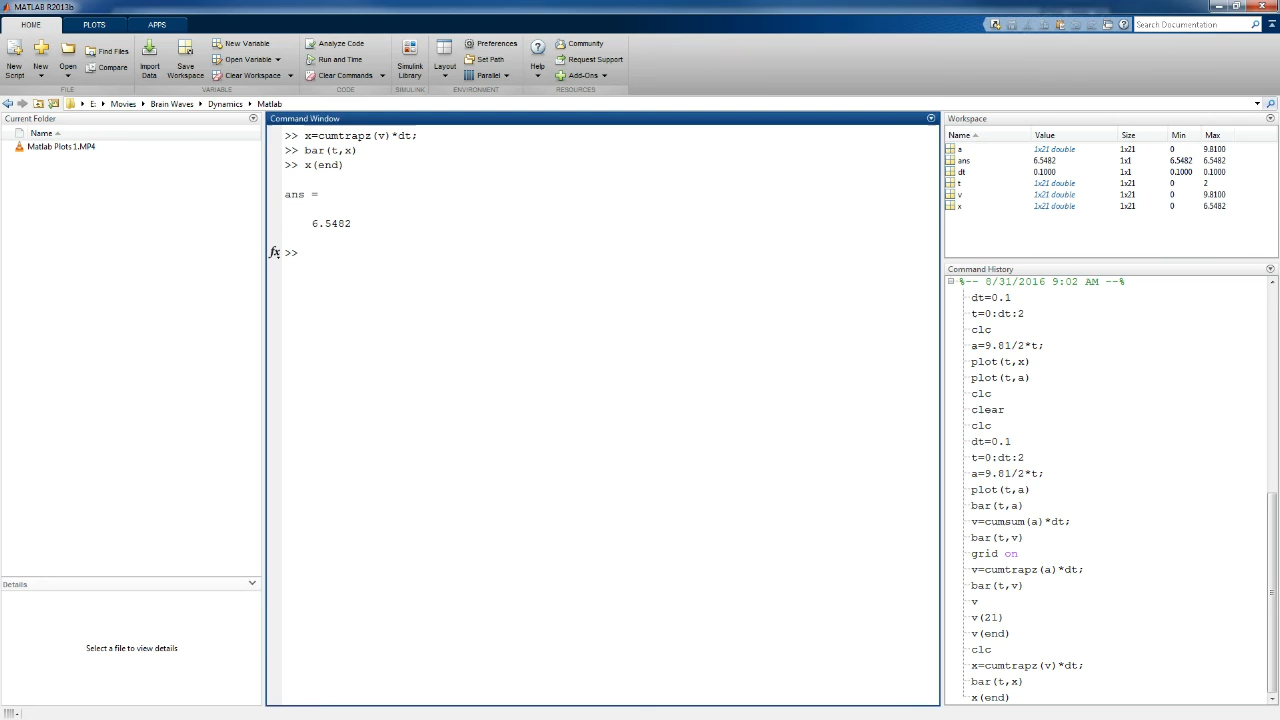 MATLAB R2013b
HOME
PLOTS
APPS
Search Documentation
New Script
New
Open
Find Files
Compare
Import Data
Save Workspace
New Variable
Open Variable
Clear Workspace
Analyze Code
Run and Time
Clear Commands
Simulink Library
Layout
Preferences
Set Path
Parallel
Help
Community
Request Support
Add-Ons
FILE
VARIABLE
CODE
SIMULINK
ENVIRONMENT
RESOURCES
E: Movies Brain Waves Dynamics Matlab
Current Folder
Name
Matlab Plots 1.MP4
Details
Select a file to view details
Command Window
>> x=cumtrapz(v)*dt;
>> bar(t,x)
>> x(end)
ans =
6.5482
fx >>
Workspace
Name Value Size Min Max
a 1x21 double 1x21 0 9.8100
ans 6.5482 1x1 6.5482 6.5482
dt 0.1000 1x1 0.1000 0.1000
t 1x21 double 1x21 0 2
v 1x21 double 1x21 0 9.8100
x 1x21 double 1x21 0 6.5482
Command History
%-- 8/31/2016 9:02 AM --%
dt=0.1
t=0:dt:2
clc
a=9.81/2*t;
plot(t,x)
plot(t,a)
clc
clear
clc
dt=0.1
t=0:dt:2
a=9.81/2*t;
plot(t,a)
bar(t,a)
v=cumsum(a)*dt;
bar(t,v)
grid on
v=cumtrapz(a)*dt;
bar(t,v)
v
v(21)
v(end)
clc
x=cumtrapz(v)*dt;
bar(t,x)
x(end)